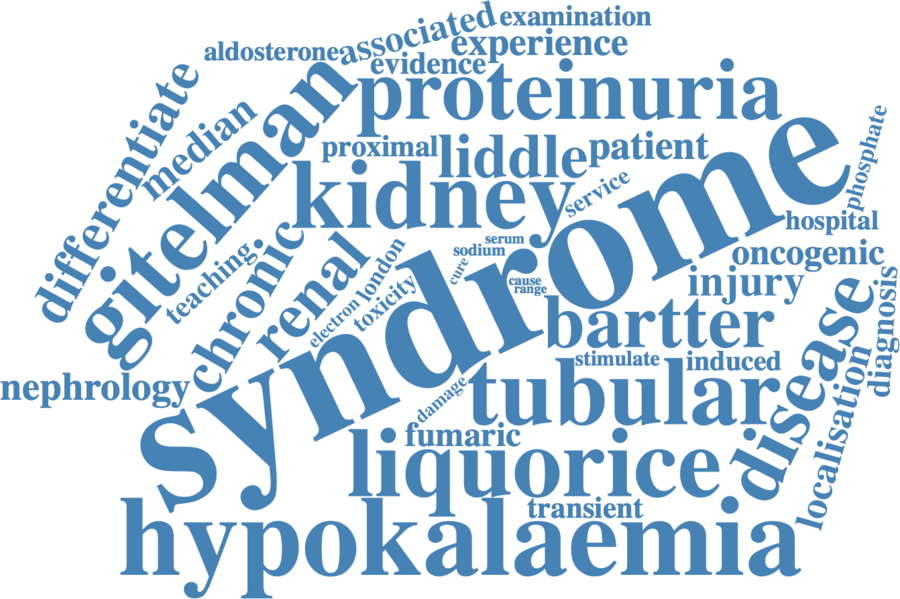 examination
associated
aldosterone
experience
evidence
proteinuria
differentiate
median
gitelman
proximal
liddle
patient
phosphate
kidney
service
syndrome
hospital
chronic
teaching
renal
london
serum
sodium
cure
cause
range
oncogenic
injury
electron
toxicity
bartter
disease
diagnosis
stimulate
induced
nephrology
damage
tubular
localisation
fumaric
liquorice
transient
hypokalaemia